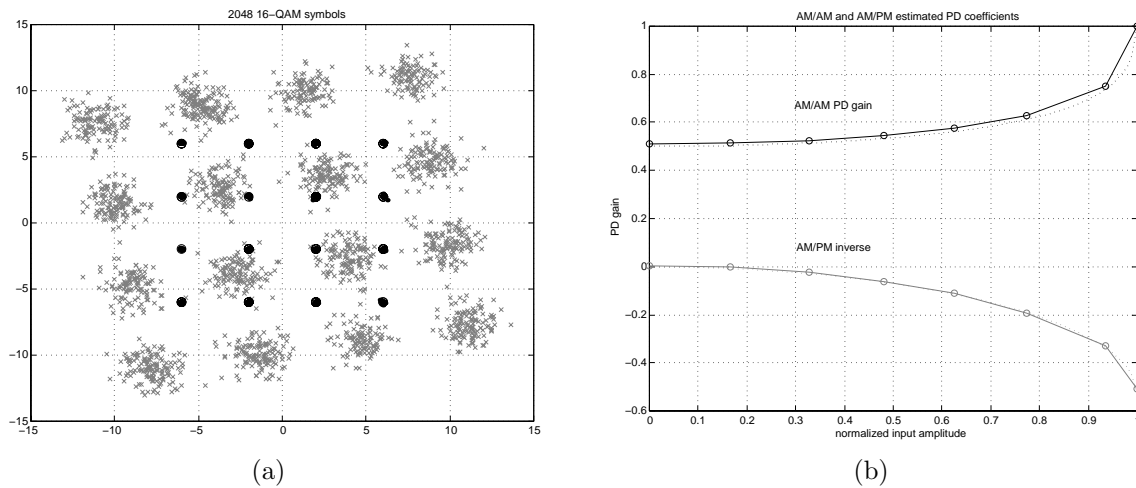 2048 16−QAM symbols
15
10
5
0
−5
−10
−15
−15 −10 −5 0 5 10 15
(a)
AM/AM and AM/PM estimated PD coefficients
1
0.8
0.6
0.4
0.2
0
−0.2
−0.4
−0.6
PD gain
AM/AM PD gain
AM/PM inverse
0 0.1 0.2 0.3 0.4 0.5 0.6 0.7 0.8 0.9 1
normalized input amplitude
(b)